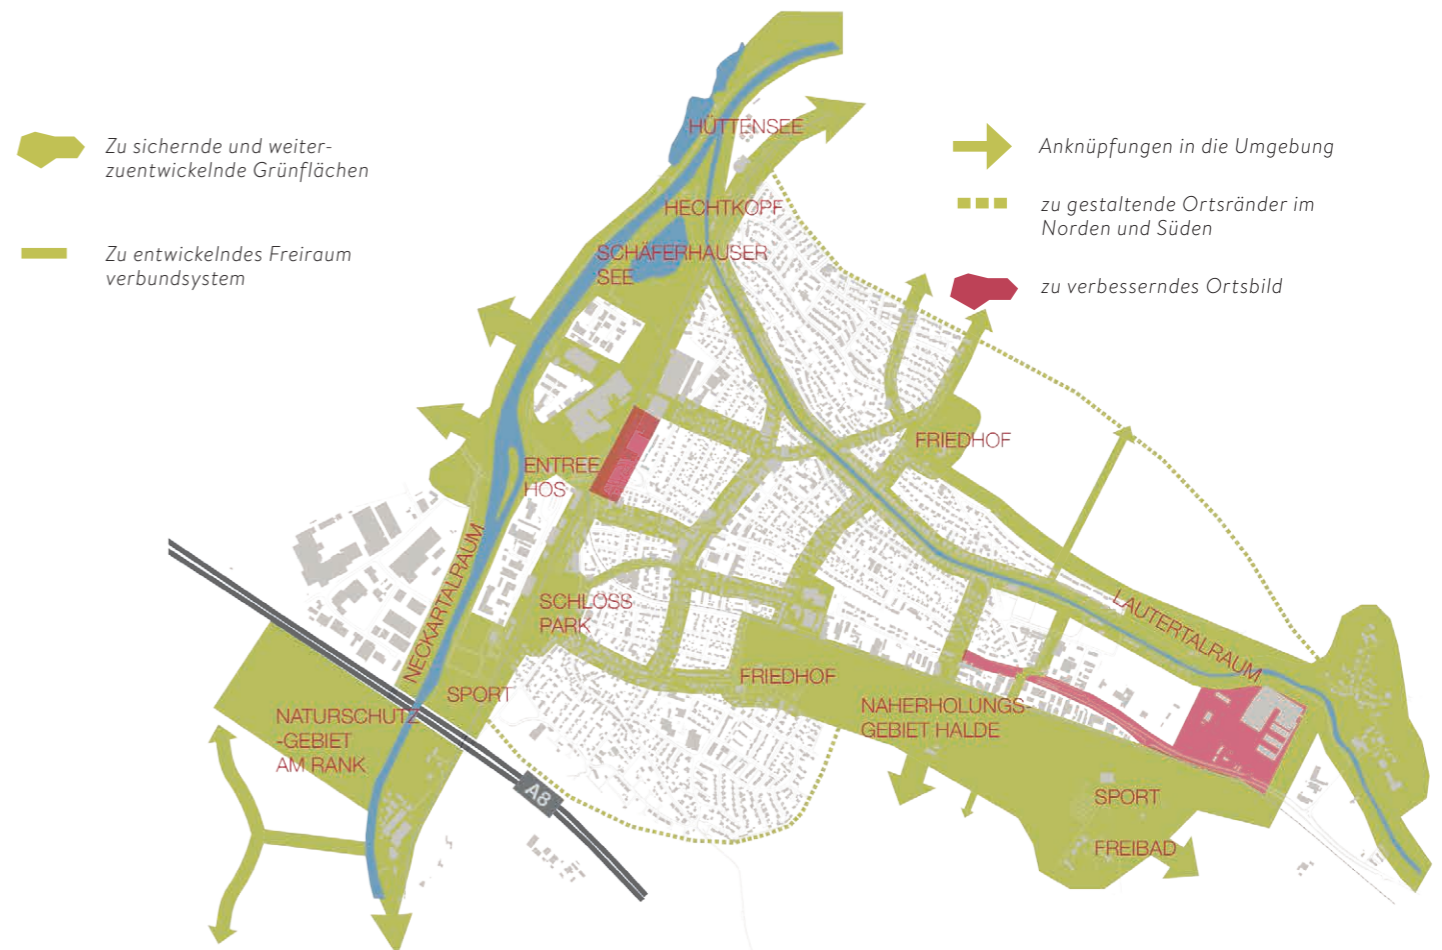 Zu sichernde und weiter-
zuentwickelnde Grünflächen
Zu entwickelndes Freiraum
verbundsystem
Anknüpfungen in die Umgebung
zu gestaltende Ortsränder im
Norden und Süden
zu verbesserndes Ortsbild
HÜTTENSEE
HECHTKOPF
SCHÄFERHAUSER
SEE
FRIEDHOF
ENTREE
HOS
NECKARTALRAUM
SCHLOSS
PARK
LAUTERTALRAUM
FRIEDHOF
SPORT
NATURSCHUTZ
-GEBIET
AM RANK
NAHERHOLUNGS-
GEBIET HALDE
A8
SPORT
FREIBAD